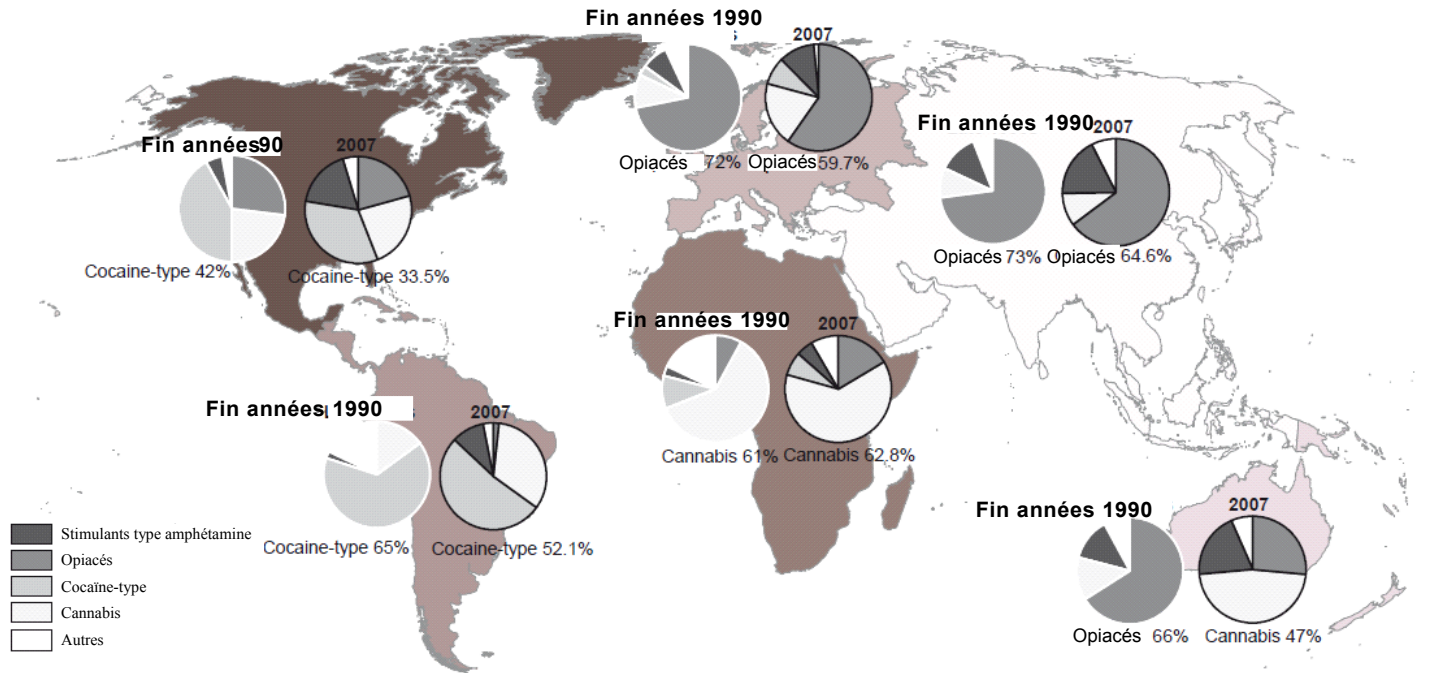 Fin années 1990
2007
Opiacés 72%
Opiacés 59.7%
Fin années 1990
2007
Opiacés 73%
Opiacés 64.6%
Fin années 90
Cocaine-type 42%
Cocaine-type 33.5%
Fin années 1990
2007
Cannabis 61%
Cannabis 62.8%
Fin années 1990
2007
Cocaine-type 65%
Cocaine-type 52.1%
Fin années 1990
2007
Opiacés 66%
Cannabis 47%
2007
Stimulants type amphétamine
Opiacés
Cocaïne-type
Cannabis
Autres